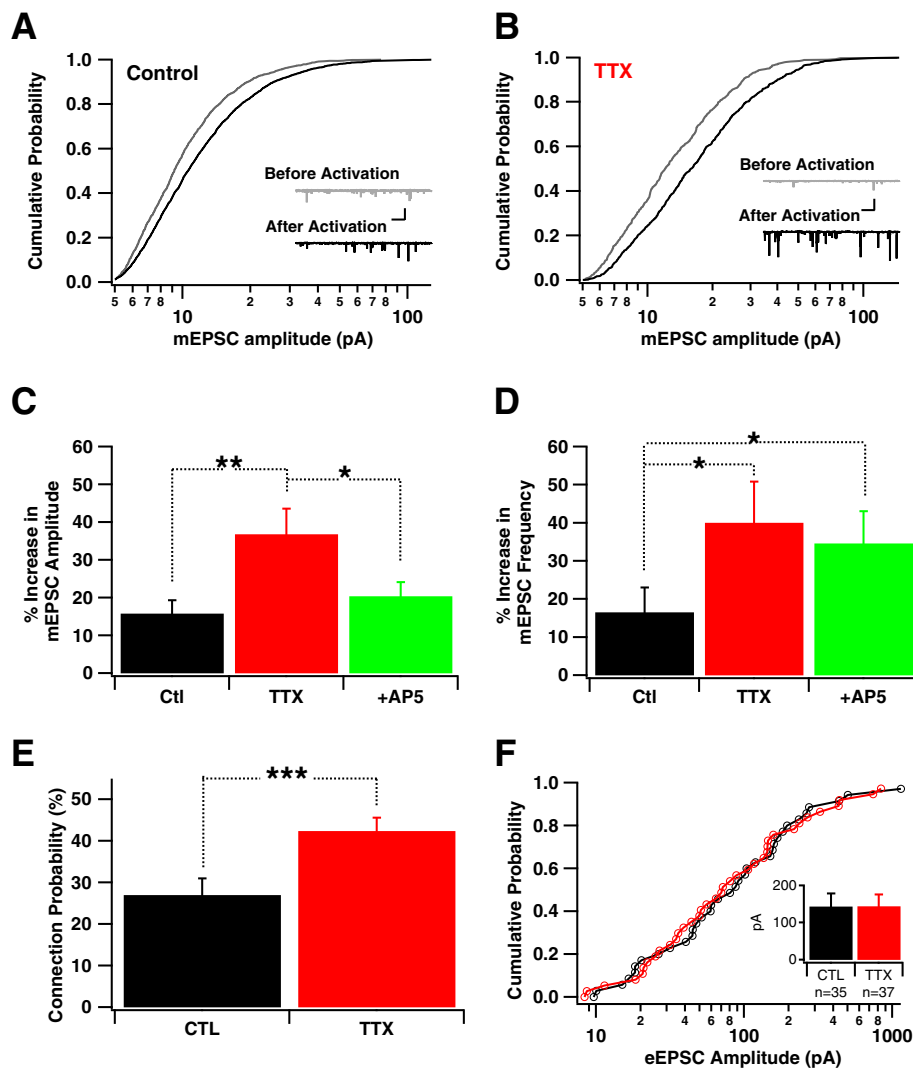 A
Cumulative Probability
1.0
0.8
0.6
0.4
0.2
0.0
Control
Before Activation
After Activation
5 6 7 8 10 2 3 4 5 6 7 8 100
mEPSC amplitude (pA)
B
Cumulative Probability
1.0
0.8
0.6
0.4
0.2
0.0
TTX
Before Activation
After Activation
5 6 7 8 10 2 3 4 5 6 7 8 100
mEPSC amplitude (pA)
C
% Increase in
mEPSC Amplitude
60
50
40
30
20
10
0
**
*
Ctl TTX +AP5
D
% Increase in
mEPSC Frequency
60
50
40
30
20
10
0
*
*
Ctl TTX +AP5
E
Connection Probability (%)
50
40
30
20
10
0
***
CTL TTX
F
Cumulative Probability
1.0
0.8
0.6
0.4
0.2
0.0
pA
200
100
0
CTL TTX
n=35 n=37
10 2 4 6 8 100 2 4 6 8 1000
eEPSC Amplitude (pA)